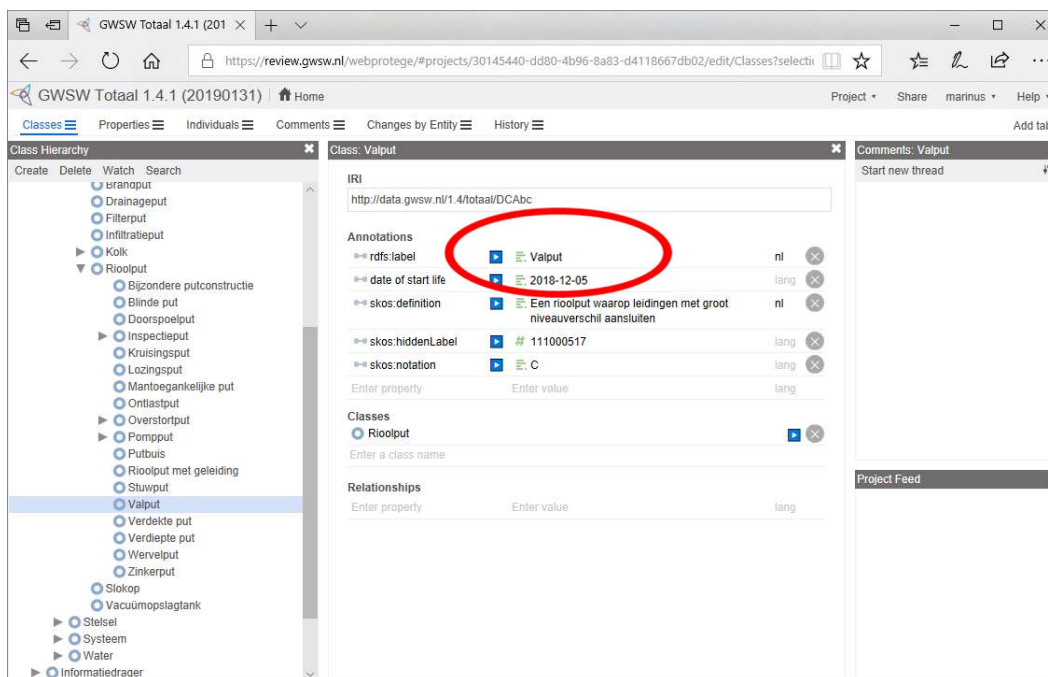 GWSW Totaal 1.4.1 (201
https://review.gwsw.nl/webprotege/#projects/30145440-dd80-4b96-8a83-d4118667db02/edit/Classes?selecti
GWSW Totaal 1.4.1 (20190131) Home Project Share marinus Help
Classes Properties Individuals Comments Changes by Entity History Add tab
Class Hierarchy
Create Delete Watch Search
Brandput
Drainageput
Filterput
Infiltratieput
Kolk
Rioolput
Bijzondere putconstructie
Blinde put
Doorspoelput
Inspectieput
Kruisingsput
Lozingsput
Mantoegankelijke put
Ontlastput
Overstortput
Pompput
Putbuis
Rioolput met geleiding
Stuwput
Valput
Verdekte put
Verdiepte put
Wervelput
Zinkerput
Slokop
Vacuümopslagtank
Stelsel
Systeem
Water
Informatiedrager
Class: Valput
IRI
http://data.gwsw.nl/1.4/totaal/DCAbc
Annotations
rdfs:label Valput nl
date of start life 2018-12-05 lang
skos:definition Een rioolput waarop leidingen met groot nl
niveauverschil aansluiten
skos:hiddenLabel # 111000517 lang
skos:notation C lang
Enter property Enter value lang
Classes
Rioolput
Enter a class name
Relationships
Enter property Enter value lang
Comments: Valput
Start new thread
Project Feed